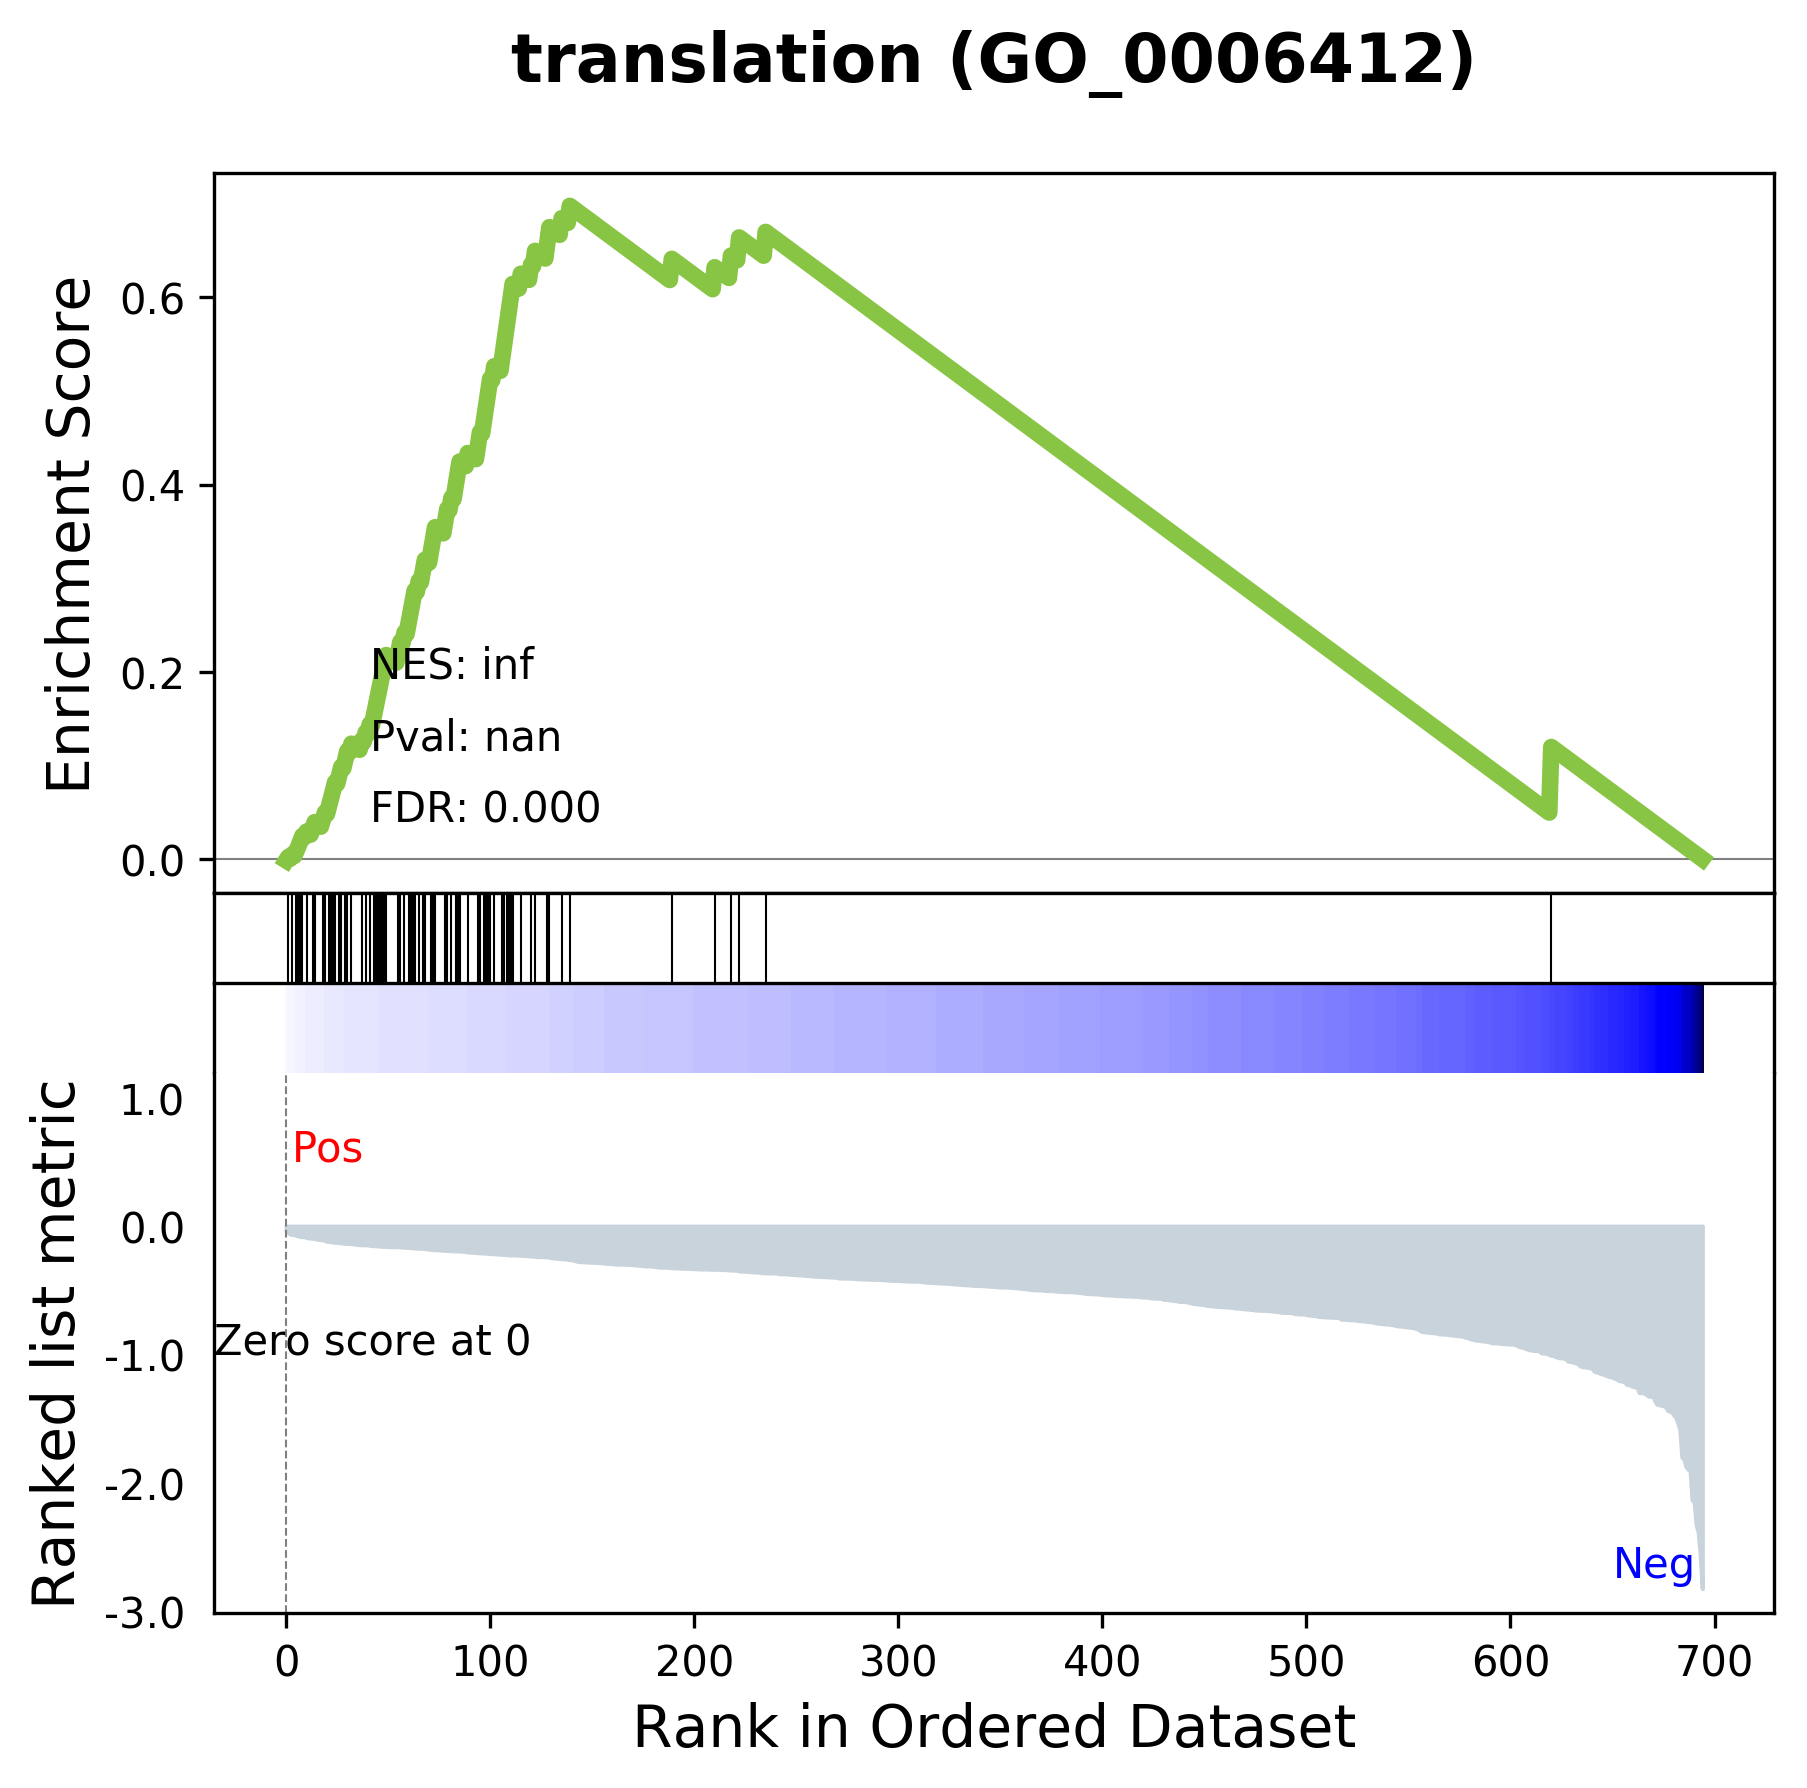 translation (GO_0006412)
Enrichment Score
0.6
0.4
0.2
0.0
NES: inf
Pval: nan
FDR: 0.000
Ranked list metric
1.0
0.0
-1.0
-2.0
-3.0
Pos
Zero score at 0
Neg
0 100 200 300 400 500 600 700
Rank in Ordered Dataset